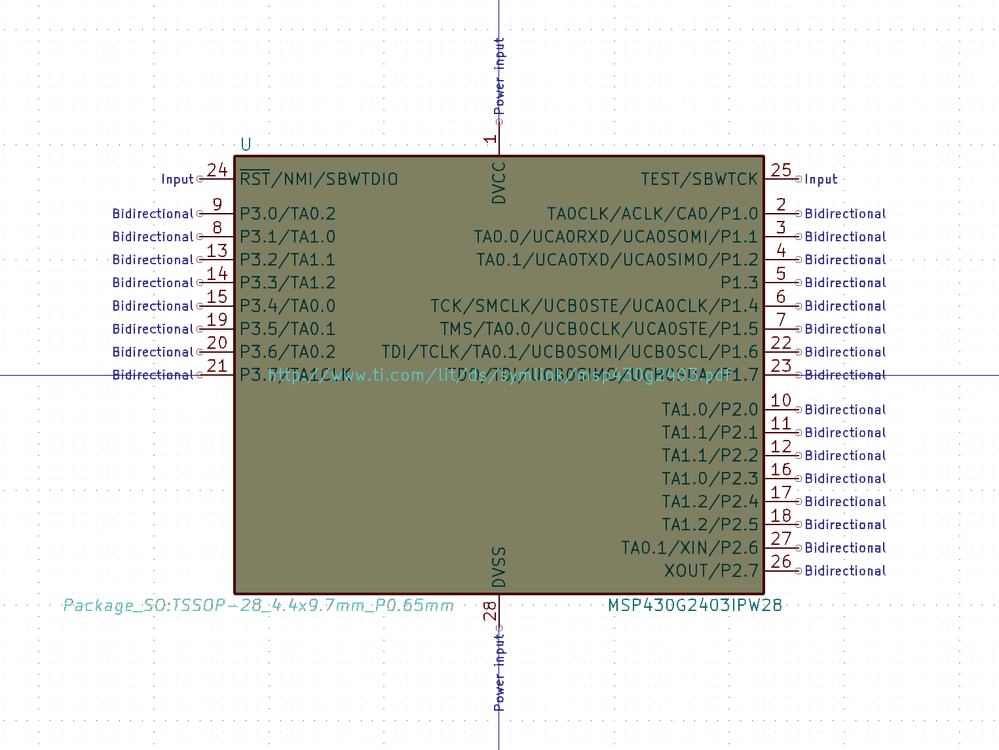 Power input
1
DVCC
U
Input 24 RST/NMI/SBWTDIO TEST/SBWTCK 25 Input
Bidirectional 9 P3.0/TA0.2 TA0CLK/ACLK/CA0/P1.0 2 Bidirectional
Bidirectional 8 P3.1/TA1.0 TA0.0/UCA0RXD/UCA0SOMI/P1.1 3 Bidirectional
Bidirectional 13 P3.2/TA1.1 TA0.1/UCA0TXD/UCA0SIMO/P1.2 4 Bidirectional
Bidirectional 14 P3.3/TA1.2 P1.3 5 Bidirectional
Bidirectional 15 P3.4/TA0.0 TCK/SMCLK/UCB0STE/UCA0CLK/P1.4 6 Bidirectional
Bidirectional 19 P3.5/TA0.1 TMS/TA0.0/UCB0CLK/UCA0STE/P1.5 7 Bidirectional
Bidirectional 20 P3.6/TA0.2 TDI/TCLK/TA0.1/UCB0SOMI/UCB0SCL/P1.6 22 Bidirectional
Bidirectional 21 P3.7/TA1CLK TDO/TDI/UCB0SIMO/UCB0SDA/P1.7 23 Bidirectional
http://www.ti.com/lit/ds/symlink/msp430g2403.pdf
TA1.0/P2.0 10 Bidirectional
TA1.1/P2.1 11 Bidirectional
TA1.1/P2.2 12 Bidirectional
TA1.0/P2.3 16 Bidirectional
TA1.2/P2.4 17 Bidirectional
TA1.2/P2.5 18 Bidirectional
TA0.1/XIN/P2.6 27 Bidirectional
XOUT/P2.7 26 Bidirectional
DVSS
Package_SO:TSSOP-28_4.4x9.7mm_P0.65mm MSP430G2403IPW28
28
Power input